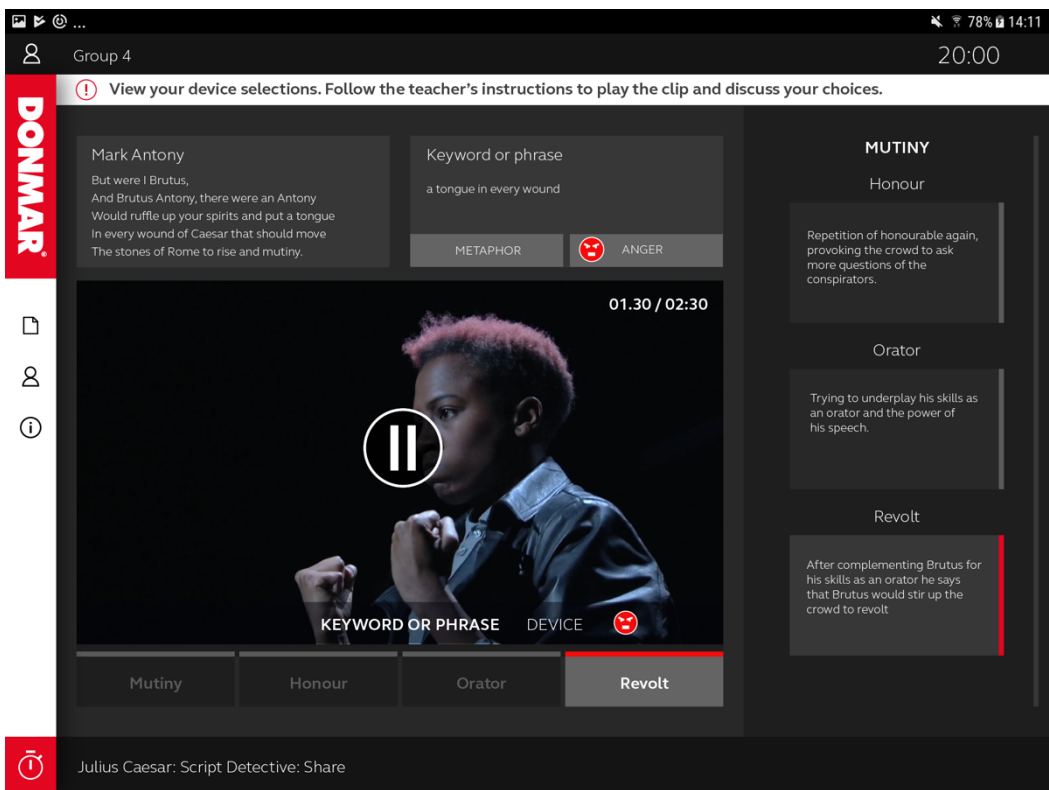 ... 78% 14:11
Group 4 20:00
! View your device selections. Follow the teacher's instructions to play the clip and discuss your choices.
DONMAR®
Mark Antony
But were I Brutus,
And Brutus Antony, there were an Antony
Would ruffle up your spirits and put a tongue
In every wound of Caesar that should move
The stones of Rome to rise and mutiny.
Keyword or phrase
a tongue in every wound
METAPHOR ANGER
01.30 / 02:30
KEYWORD OR PHRASE DEVICE
Mutiny Honour Orator Revolt
MUTINY
Honour
Repetition of honourable again,
provoking the crowd to ask
more questions of the
conspirators.
Orator
Trying to underplay his skills as
an orator and the power of
his speech.
Revolt
After complementing Brutus for
his skills as an orator he says
that Brutus would stir up the
crowd to revolt
Julius Caesar: Script Detective: Share